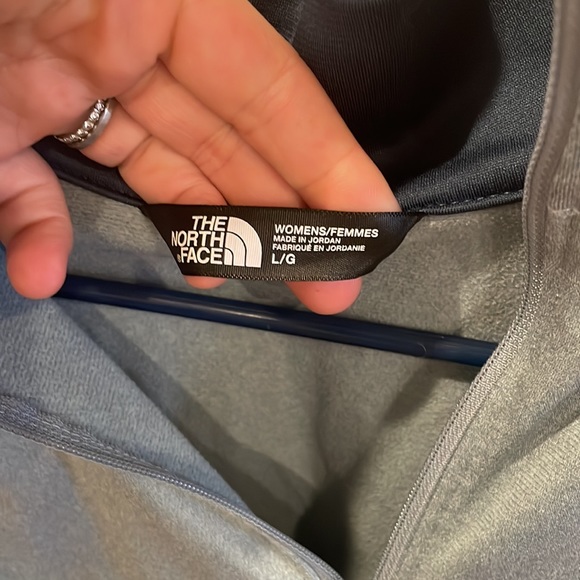 THE
NORTH
FACE
WOMENS/FEMMES
MADE IN JORDAN
FABRIQUÉ EN JORDANIE
L/G